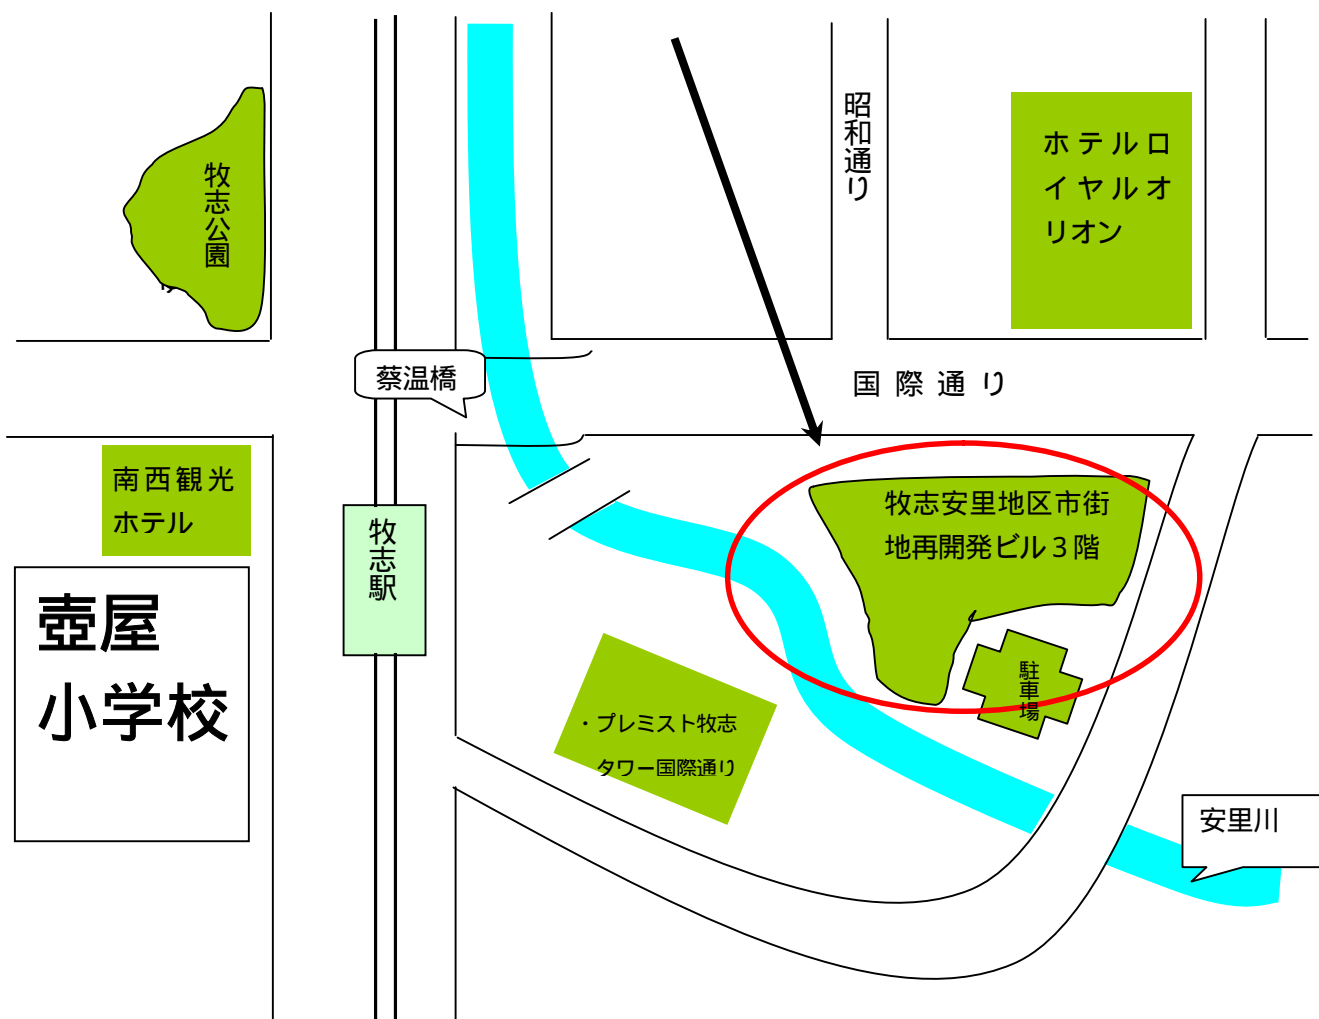 昭和通り
ホテルロ
イヤルオ
リオン
牧志公園
蔡温橋
国際通り
南西観光
ホテル
牧志安里地区市街
地再開発ビル３階
牧志駅
壺屋
小学校
駐車場
・プレミスト牧志
タワー国際通り
安里川